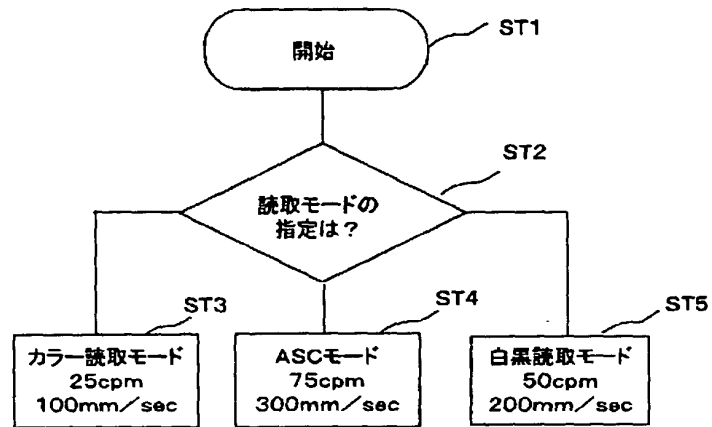 開始
ST1
ST2
読取モードの
指定は？
ST3
カラー読取モード
25cpm
100mm／sec
ST4
ASCモード
75cpm
300mm／sec
ST5
白黒読取モード
50cpm
200mm／sec